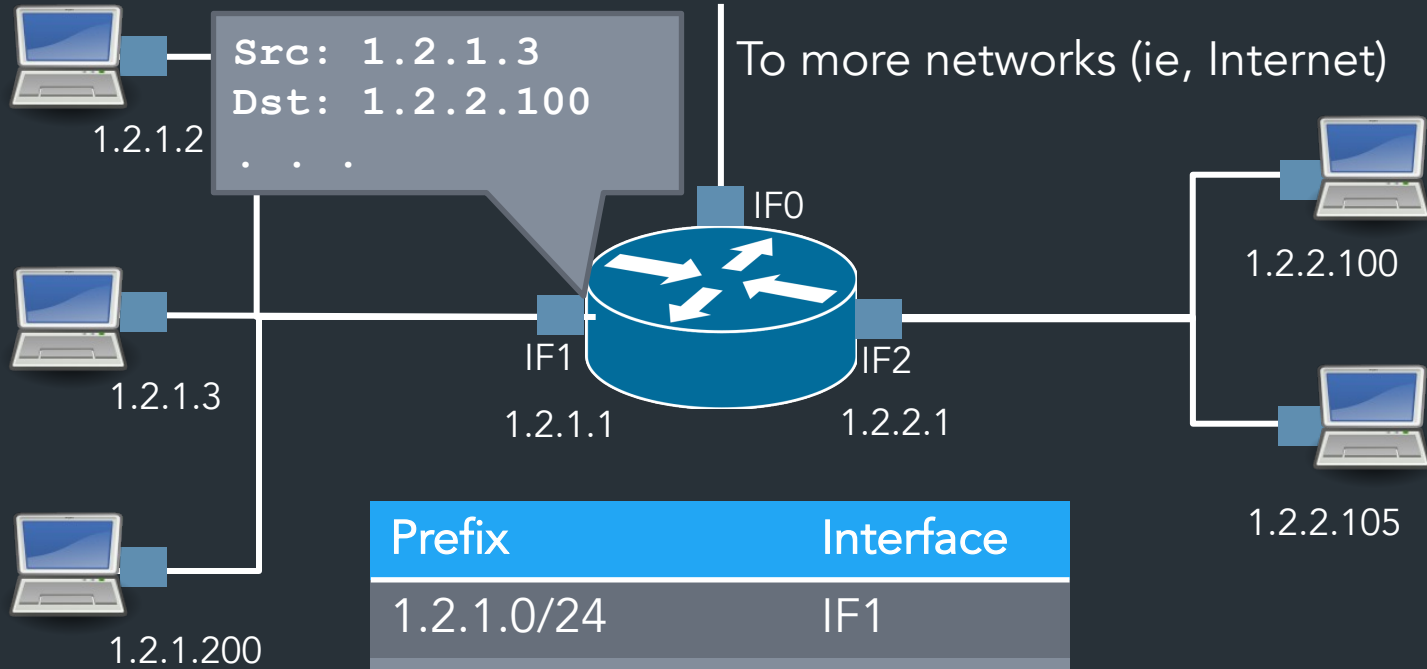 Src: 1.2.1.3
Dst: 1.2.2.100
. . .
To more networks (ie, Internet)
1.2.1.2
IF0
1.2.2.100
IF1
IF2
1.2.1.3
1.2.1.1
1.2.2.1
1.2.2.105
Prefix Interface
1.2.1.0/24 IF1
1.2.1.200